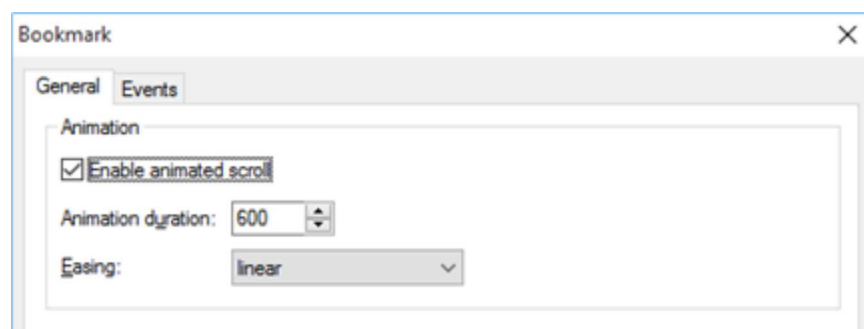 Bookmark
General Events
Animation
Enable animated scroll
Animation duration: 600
Easing: linear